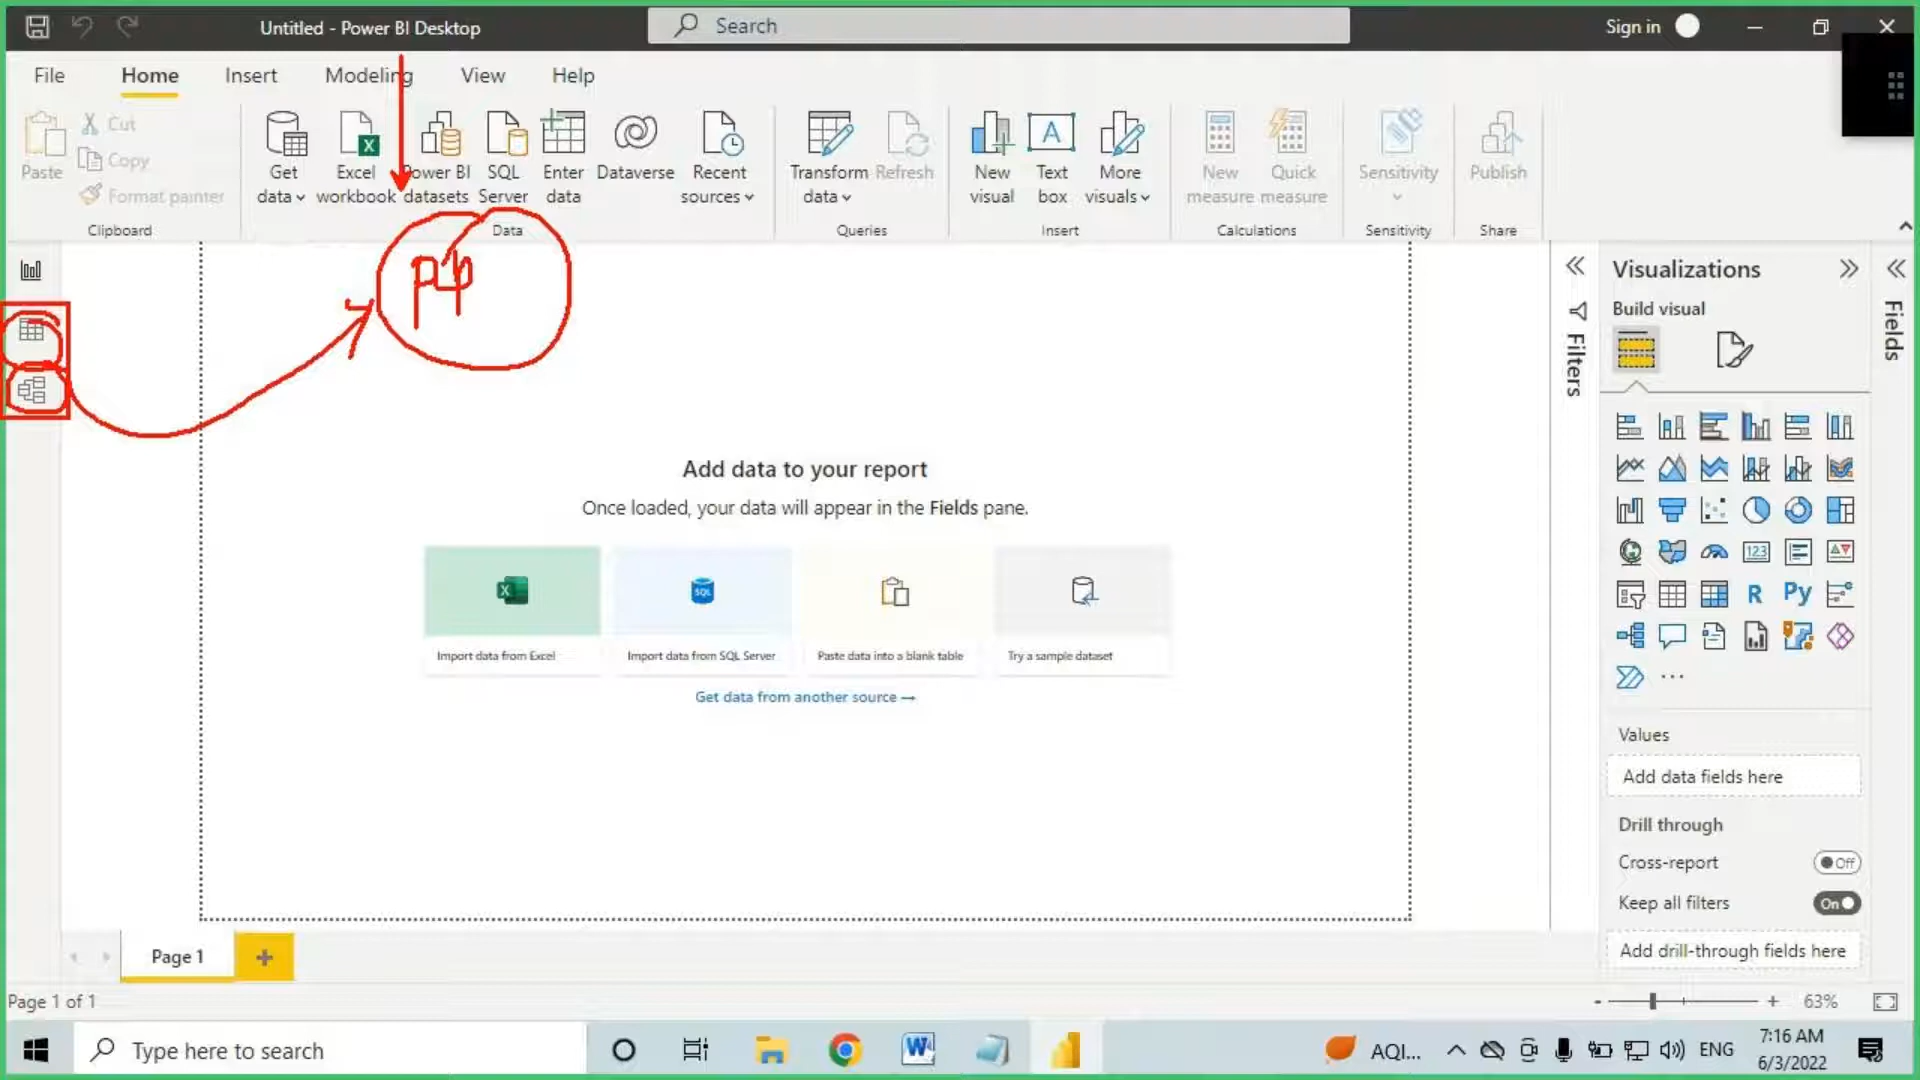 Untitled - Power BI Desktop
Search
Sign in
File Home Insert Modeling View Help
Paste
Cut
Copy
Format painter
Clipboard
Get data
Excel workbook
Power BI datasets
SQL Server
Enter data
Dataverse
Recent sources
Data
Transform data
Refresh
Queries
New visual
Text box
More visuals
Insert
New measure
Quick measure
Calculations
Sensitivity
Sensitivity
Publish
Share
Add data to your report
Once loaded, your data will appear in the Fields pane.
SQL
Import data from Excel
Import data from SQL Server
Paste data into a blank table
Try a sample dataset
Get data from another source →
Filters
Visualizations
Build visual
123
R
Py
Values
Add data fields here
Drill through
Cross-report
Off
Keep all filters
On
Add drill-through fields here
Fields
Page 1
+
Page 1 of 1
- + 63%
Type here to search
AQI...
ENG
7:16 AM
6/3/2022